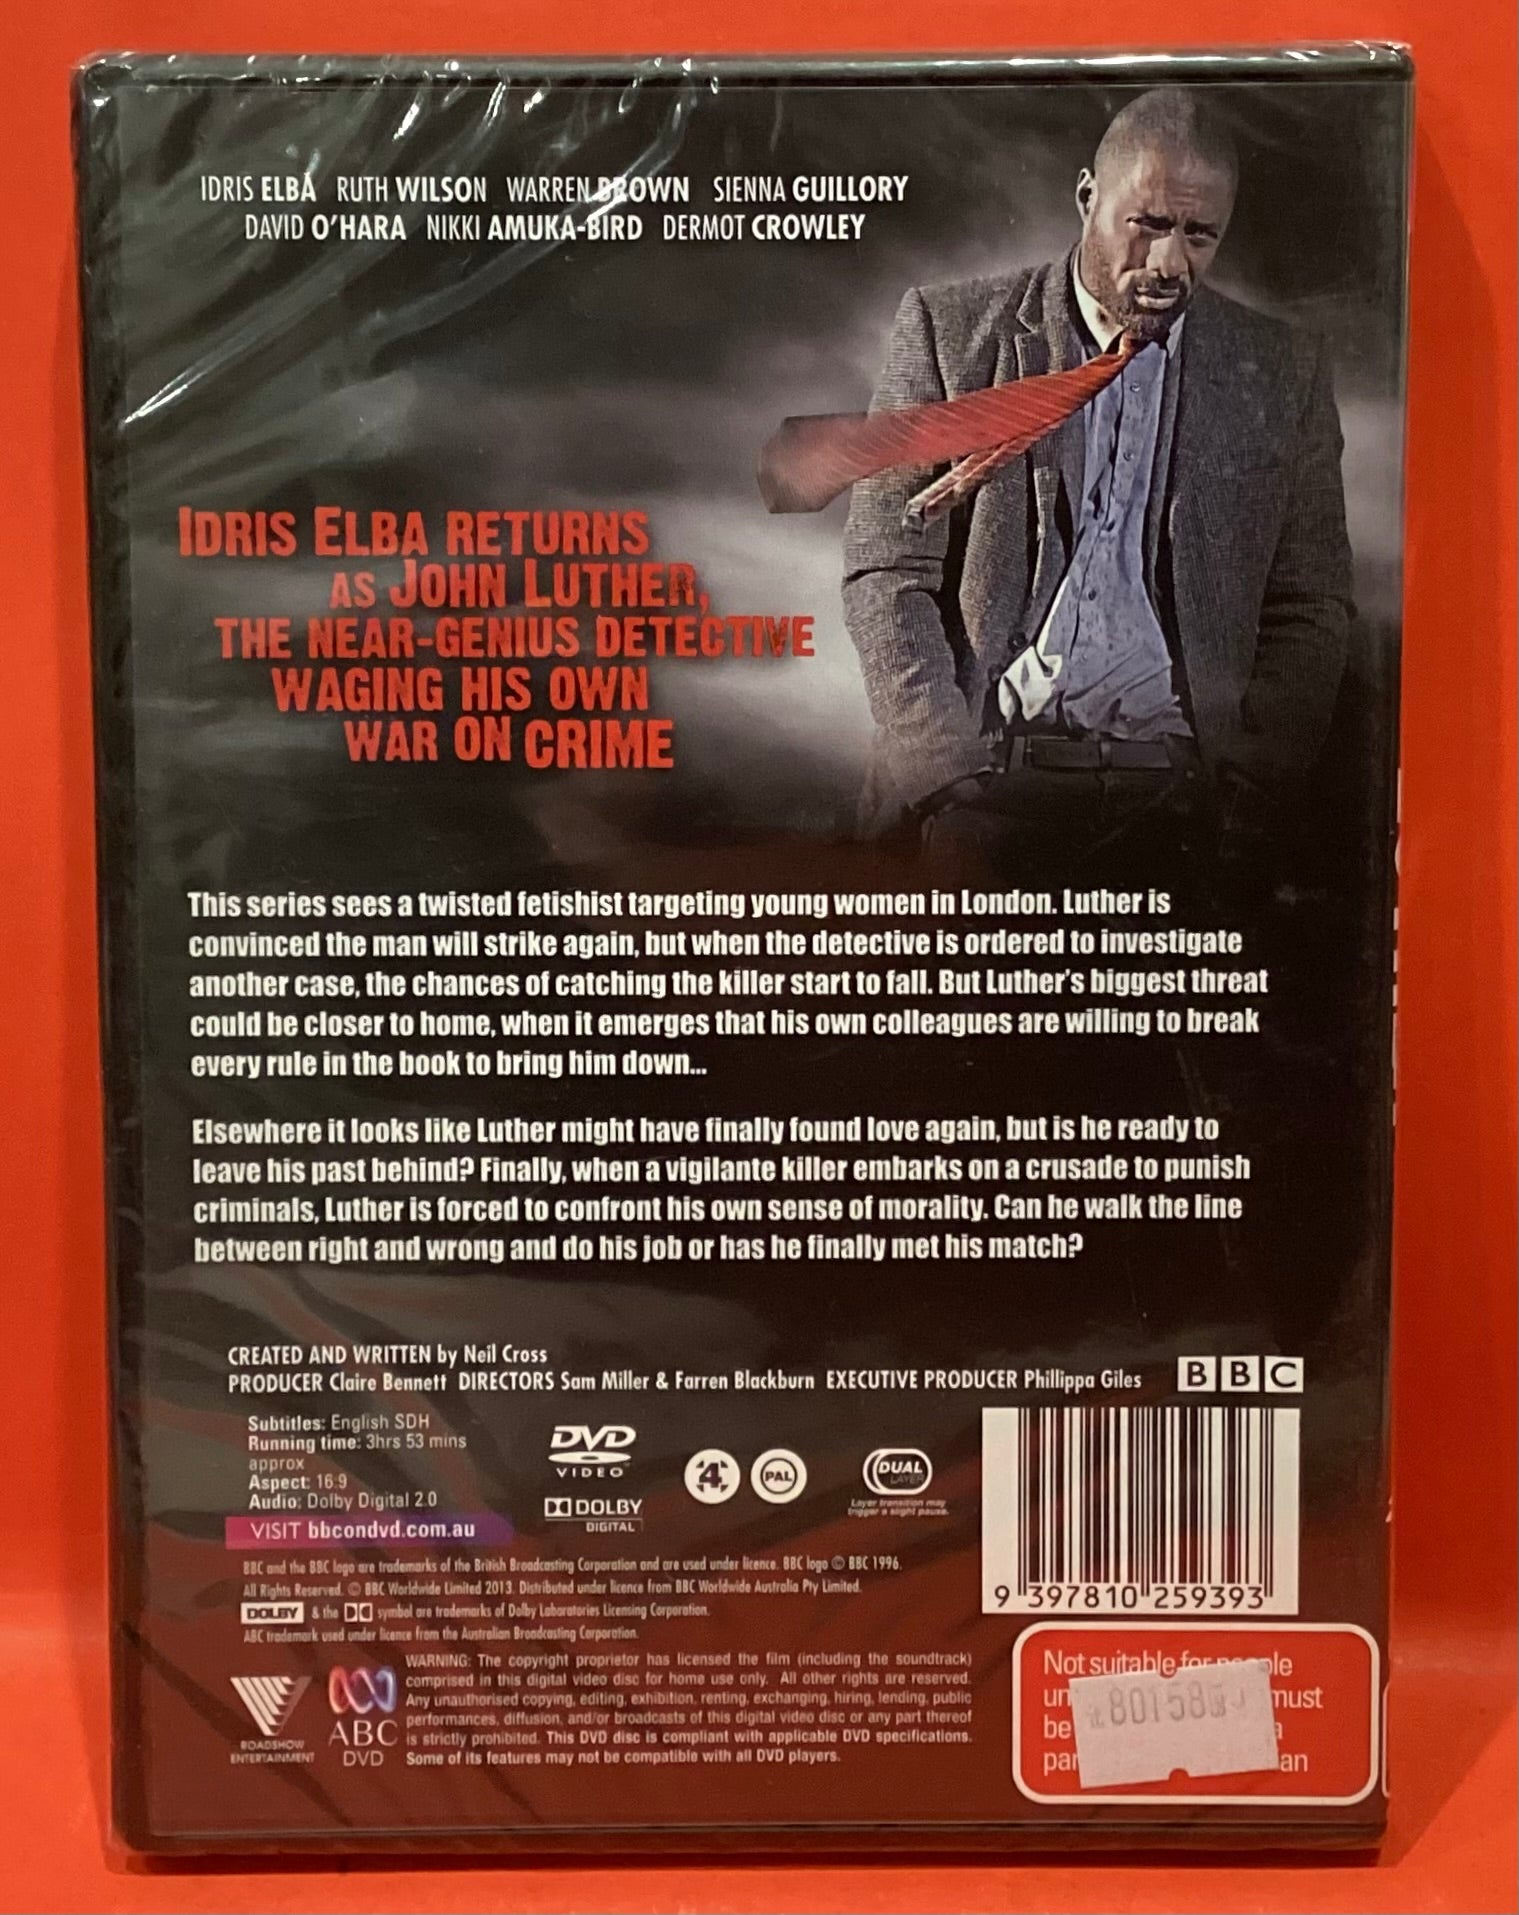 IDRIS ELBA RUTH WILSON WARREN BROWN SIENNA GUILLORY
DAVID O'HARA NIKKI AMUKA-BIRD DERMOT CROWLEY
IDRIS ELBA RETURNS
AS JOHN LUTHER,
THE NEAR-GENIUS DETECTIVE
WAGING HIS OWN
WAR ON CRIME
This series sees a twisted fetishist targeting young women in London. Luther is
convinced the man will strike again, but when the detective is ordered to investigate
another case, the chances of catching the killer start to fall. But Luther's biggest threat
could be closer to home, when it emerges that his own colleagues are willing to break
every rule in the book to bring him down...
Elsewhere it looks like Luther might have finally found love again, but is he ready to
leave his past behind? Finally, when a vigilante killer embarks on a crusade to punish
criminals, Luther is forced to confront his own sense of morality. Can he walk the line
between right and wrong and do his job or has he finally met his match?
CREATED AND WRITTEN by Neil Cross
PRODUCER Claire Bennett DIRECTORS Sam Miller & Farren Blackburn EXECUTIVE PRODUCER Phillippa Giles
BBC
Subtitles: English SDH
Running time: 3hrs 53 mins
approx
Aspect: 16:9
Audio: Dolby Digital 2.0
VISIT bbcondvd.com.au
DVD
VIDEO
DOLBY
DIGITAL
4
PAL
DUAL
LAYER
Layer transition may
trigger a slight pause.
9 397810 259393
BBC and the BBC logo are trademarks of the British Broadcasting Corporation and are used under licence. BBC logo © BBC 1996.
All Rights Reserved. © BBC Worldwide Limited 2013. Distributed under licence from BBC Worldwide Australia Pty Limited.
DOLBY & the symbol are trademarks of Dolby Laboratories Licensing Corporation.
ABC trademark used under licence from the Australian Broadcasting Corporation.
ROADSHOW
ENTERTAINMENT
ABC
DVD
WARNING: The copyright proprietor has licensed the film (including the soundtrack)
comprised in this digital video disc for home use only. All other rights are reserved.
Any unauthorised copying, editing, exhibition, renting, exchanging, hiring, lending, public
performances, diffusion, and/or broadcasts of this digital video disc or any part thereof
is strictly prohibited. This DVD disc is compliant with applicable DVD specifications.
Some of its features may not be compatible with all DVD players.
Not suitable for people
must
be